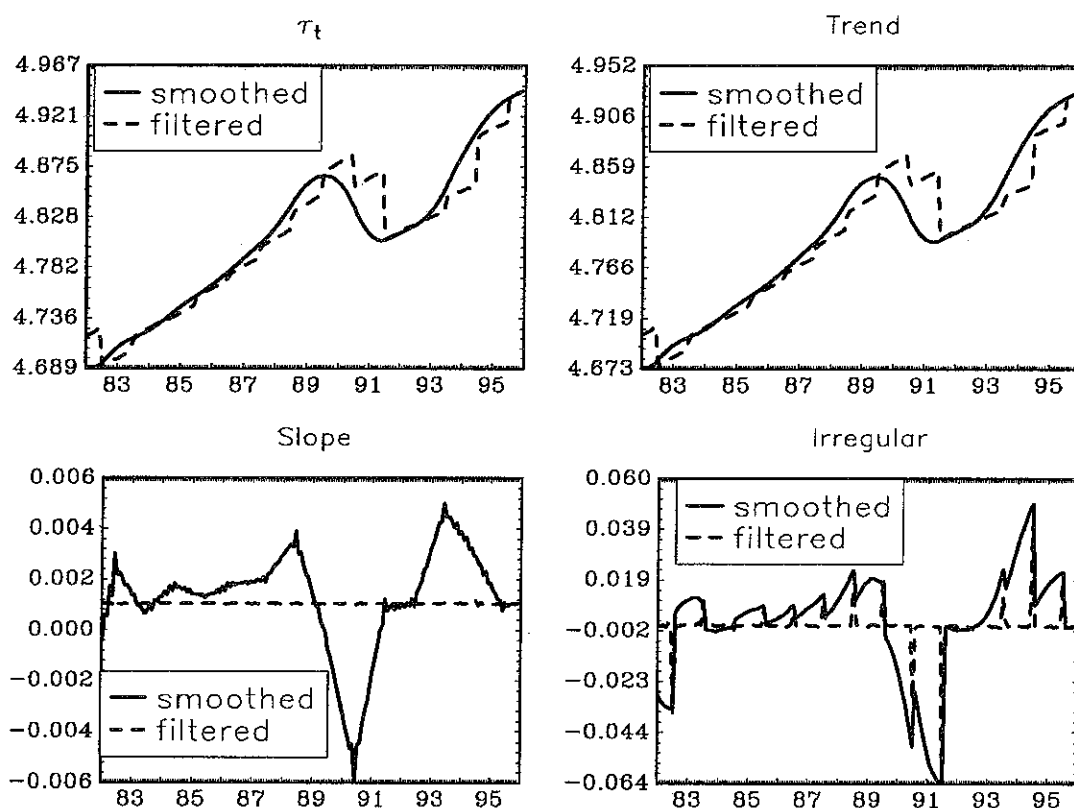 τt
4.967
4.921
4.875
4.828
4.782
4.736
4.689
smoothed
filtered
83 85 87 89 91 93 95
Trend
4.952
4.906
4.859
4.812
4.766
4.719
4.673
smoothed
filtered
83 85 87 89 91 93 95
Slope
0.006
0.004
0.002
0.000
-0.002
-0.004
-0.006
smoothed
filtered
83 85 87 89 91 93 95
Irregular
0.060
0.039
0.019
-0.002
-0.023
-0.044
-0.064
smoothed
filtered
83 85 87 89 91 93 95